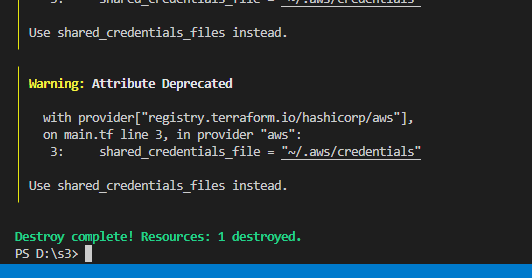 3:     shared_credentials_file = "~/.aws/credentials"
Use shared_credentials_files instead.
Warning: Attribute Deprecated
with provider["registry.terraform.io/hashicorp/aws"],
on main.tf line 3, in provider "aws":
3:     shared_credentials_file = "~/.aws/credentials"
Use shared_credentials_files instead.
Destroy complete! Resources: 1 destroyed.
PS D:\s3>